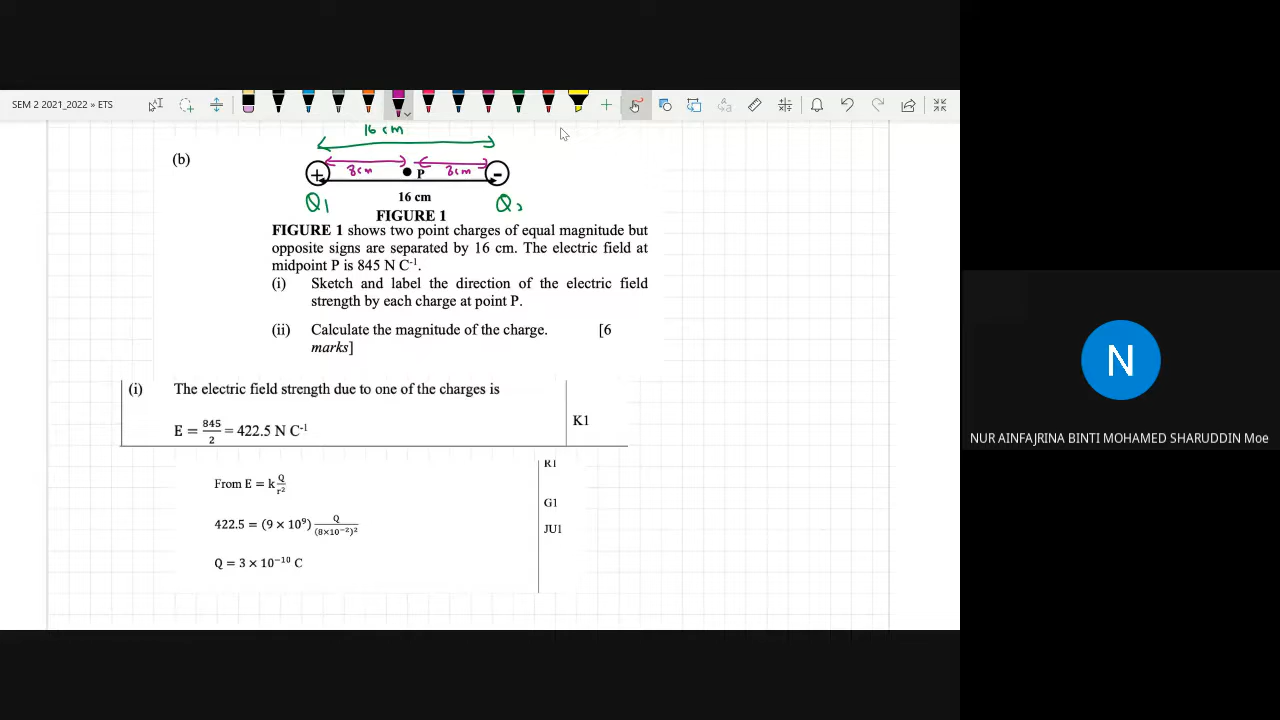 SEM 2 2021_2022 » ETS
16 cm
(b)
8cm P 8cm
+ -
16 cm
Q1 Q2
FIGURE 1
FIGURE 1 shows two point charges of equal magnitude but
opposite signs are separated by 16 cm. The electric field at
midpoint P is 845 N C⁻¹.
(i) Sketch and label the direction of the electric field
strength by each charge at point P.
(ii) Calculate the magnitude of the charge. [6
marks]
(i) The electric field strength due to one of the charges is
E = 845/2 = 422.5 N C⁻¹
K1
N
NUR AINFAJRINA BINTI MOHAMED SHARUDDIN Moe
R1
From E = k Q/r²
G1
422.5 = (9 × 10⁹) Q/(8×10⁻²)²
JU1
Q = 3 × 10⁻¹⁰ C